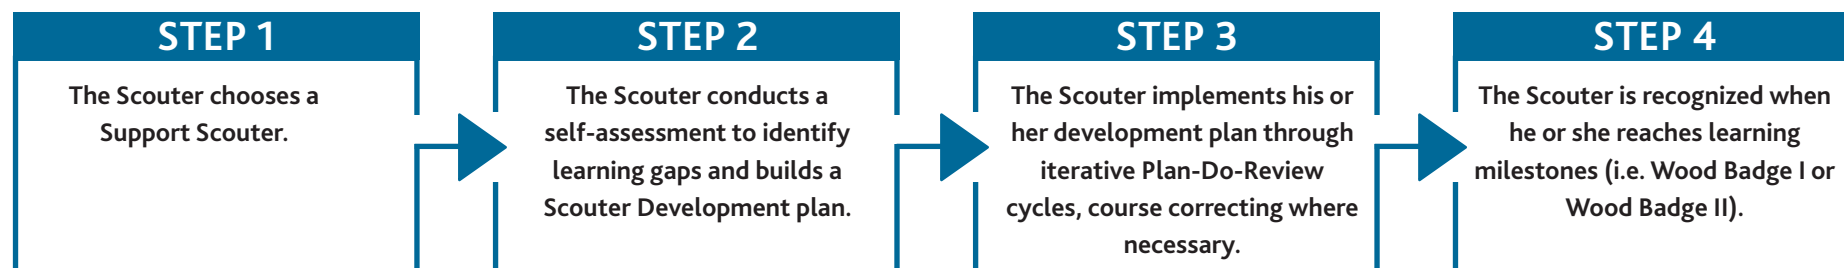 STEP 1
The Scouter chooses a
Support Scouter.
STEP 2
The Scouter conducts a
self-assessment to identify
learning gaps and builds a
Scouter Development plan.
STEP 3
The Scouter implements his or
her development plan through
iterative Plan-Do-Review
cycles, course correcting where
necessary.
STEP 4
The Scouter is recognized when
he or she reaches learning
milestones (i.e. Wood Badge I or
Wood Badge II).